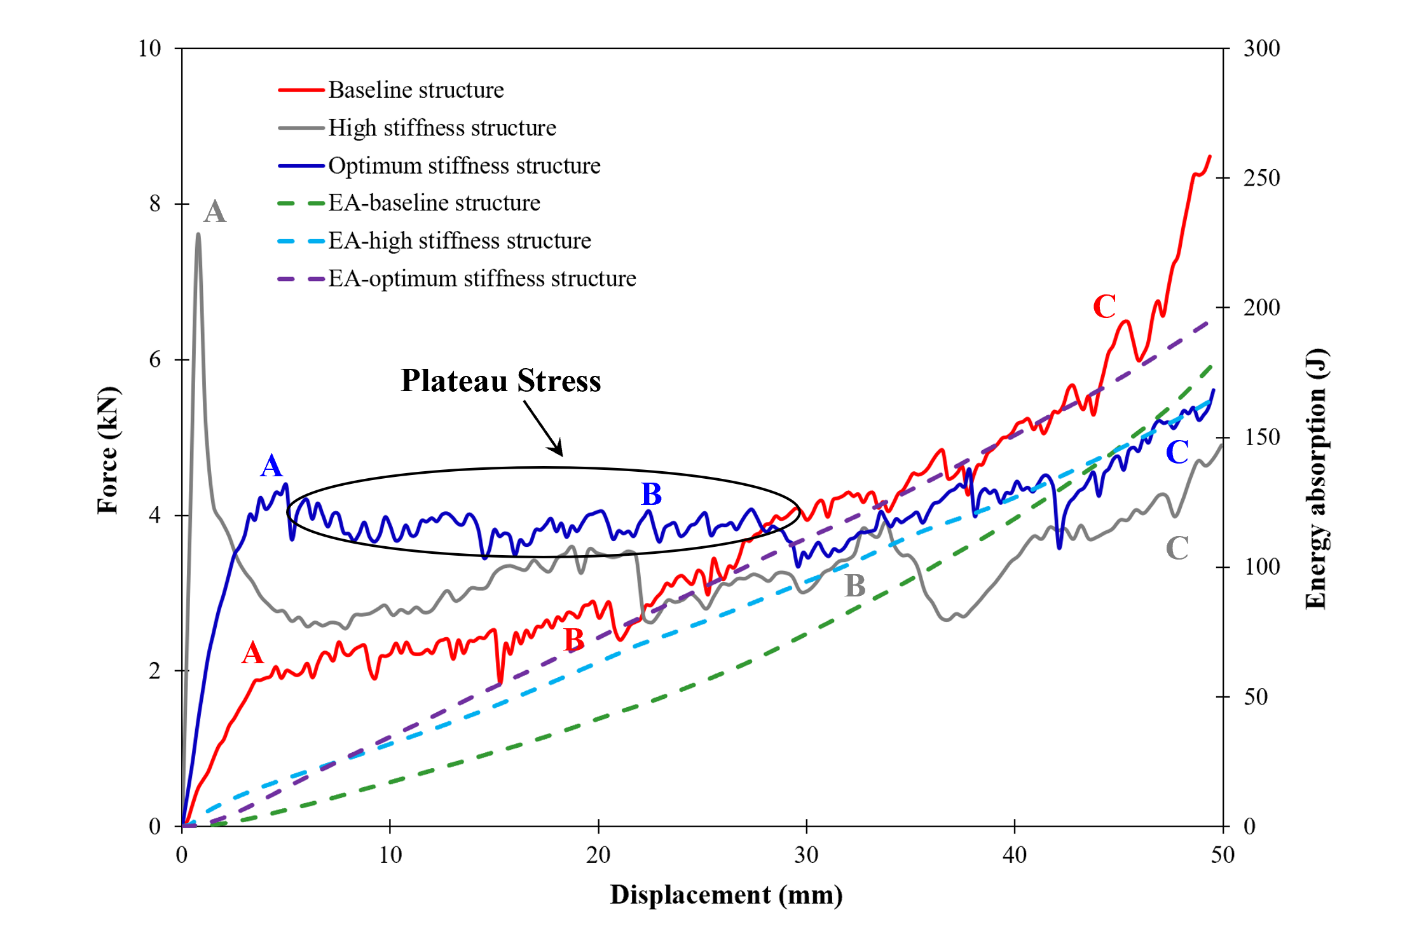 10
300
Baseline structure
High stiffness structure
Optimum stiffness structure
EA-baseline structure
EA-high stiffness structure
EA-optimum stiffness structure
250
8
A
C
200
6
Plateau Stress
Force (kN)
Energy absorption (J)
A
B
C
150
4
C
100
B
A
B
2
50
0
0
0
10
20
30
40
50
Displacement (mm)